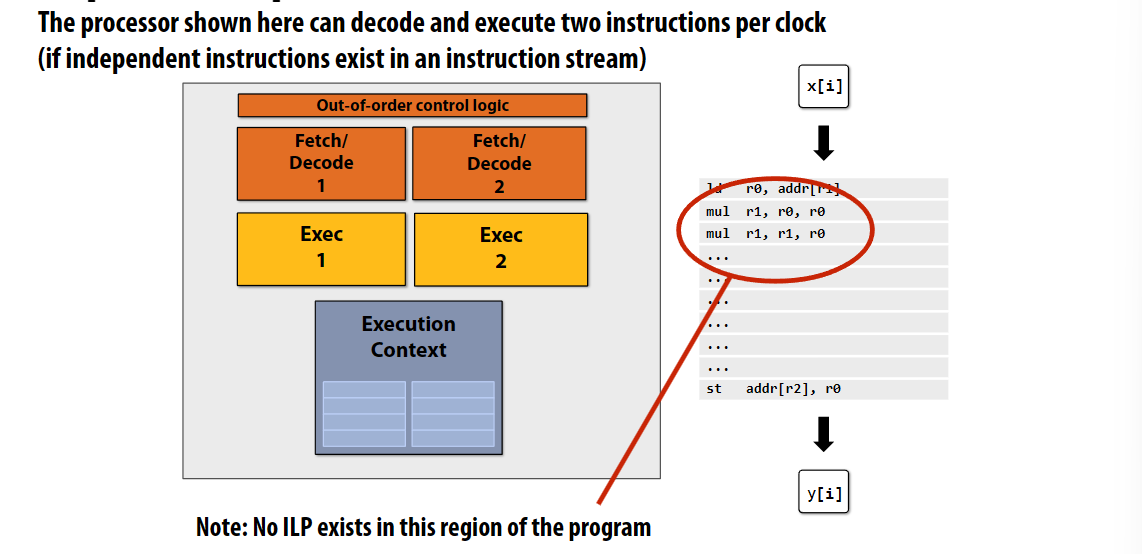 The processor shown here can decode and execute two instructions per clock
(if independent instructions exist in an instruction stream)
Out-of-order control logic
Fetch/
Decode
1
Fetch/
Decode
2
Exec
1
Exec
2
Execution
Context
x[i]
ld r0, addr[r1]
mul r1, r0, r0
mul r1, r1, r0
...
...
...
...
...
...
st addr[r2], r0
y[i]
Note: No ILP exists in this region of the program